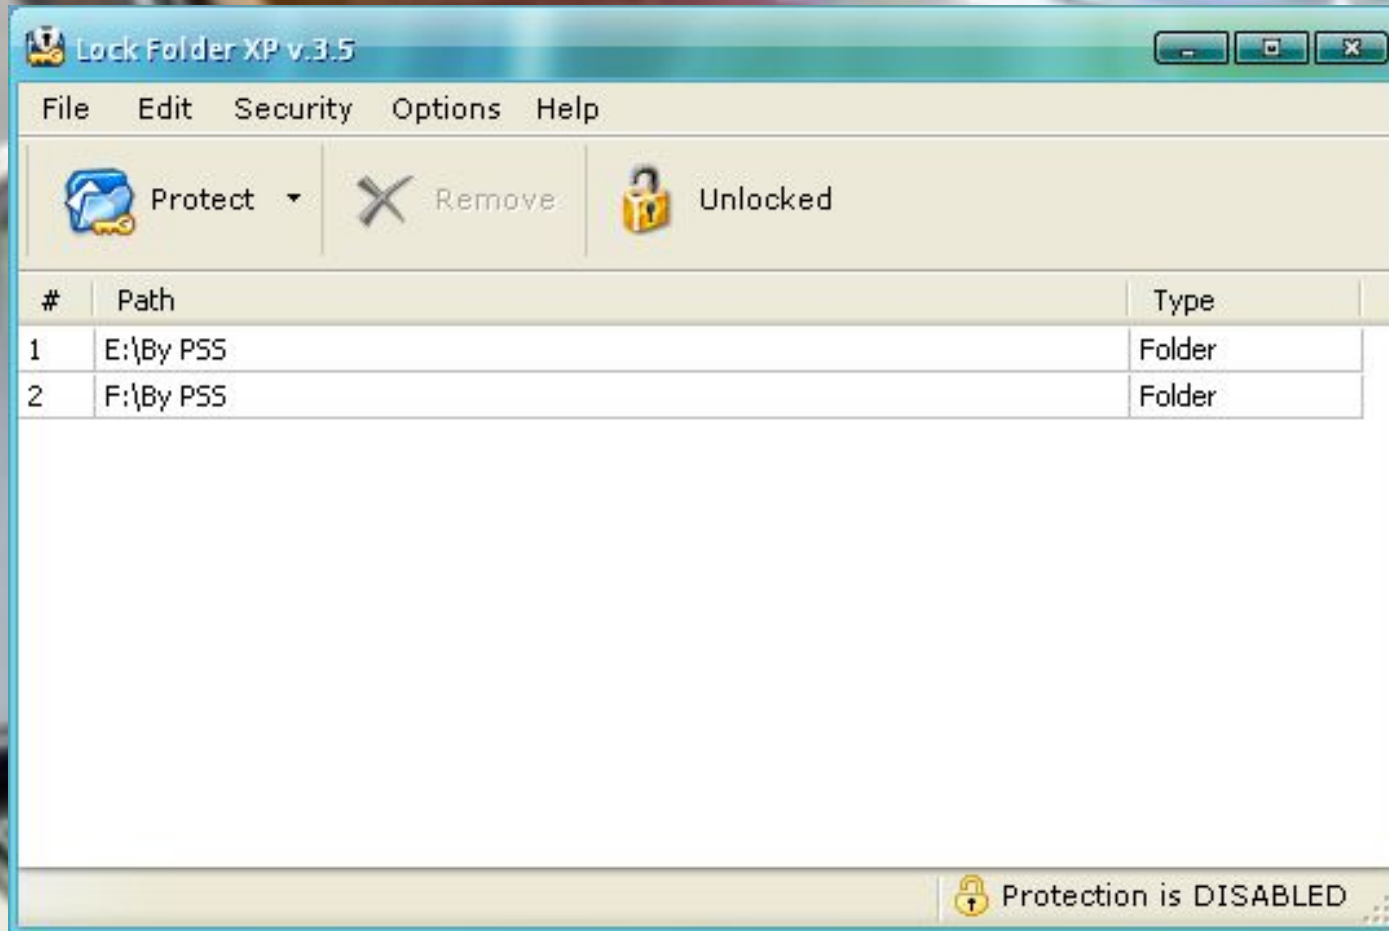 Lock Folder XP v.3.5
File Edit Security Options Help
Protect Remove Unlocked
# Path Type
1 E:\By PSS Folder
2 F:\By PSS Folder
Protection is DISABLED